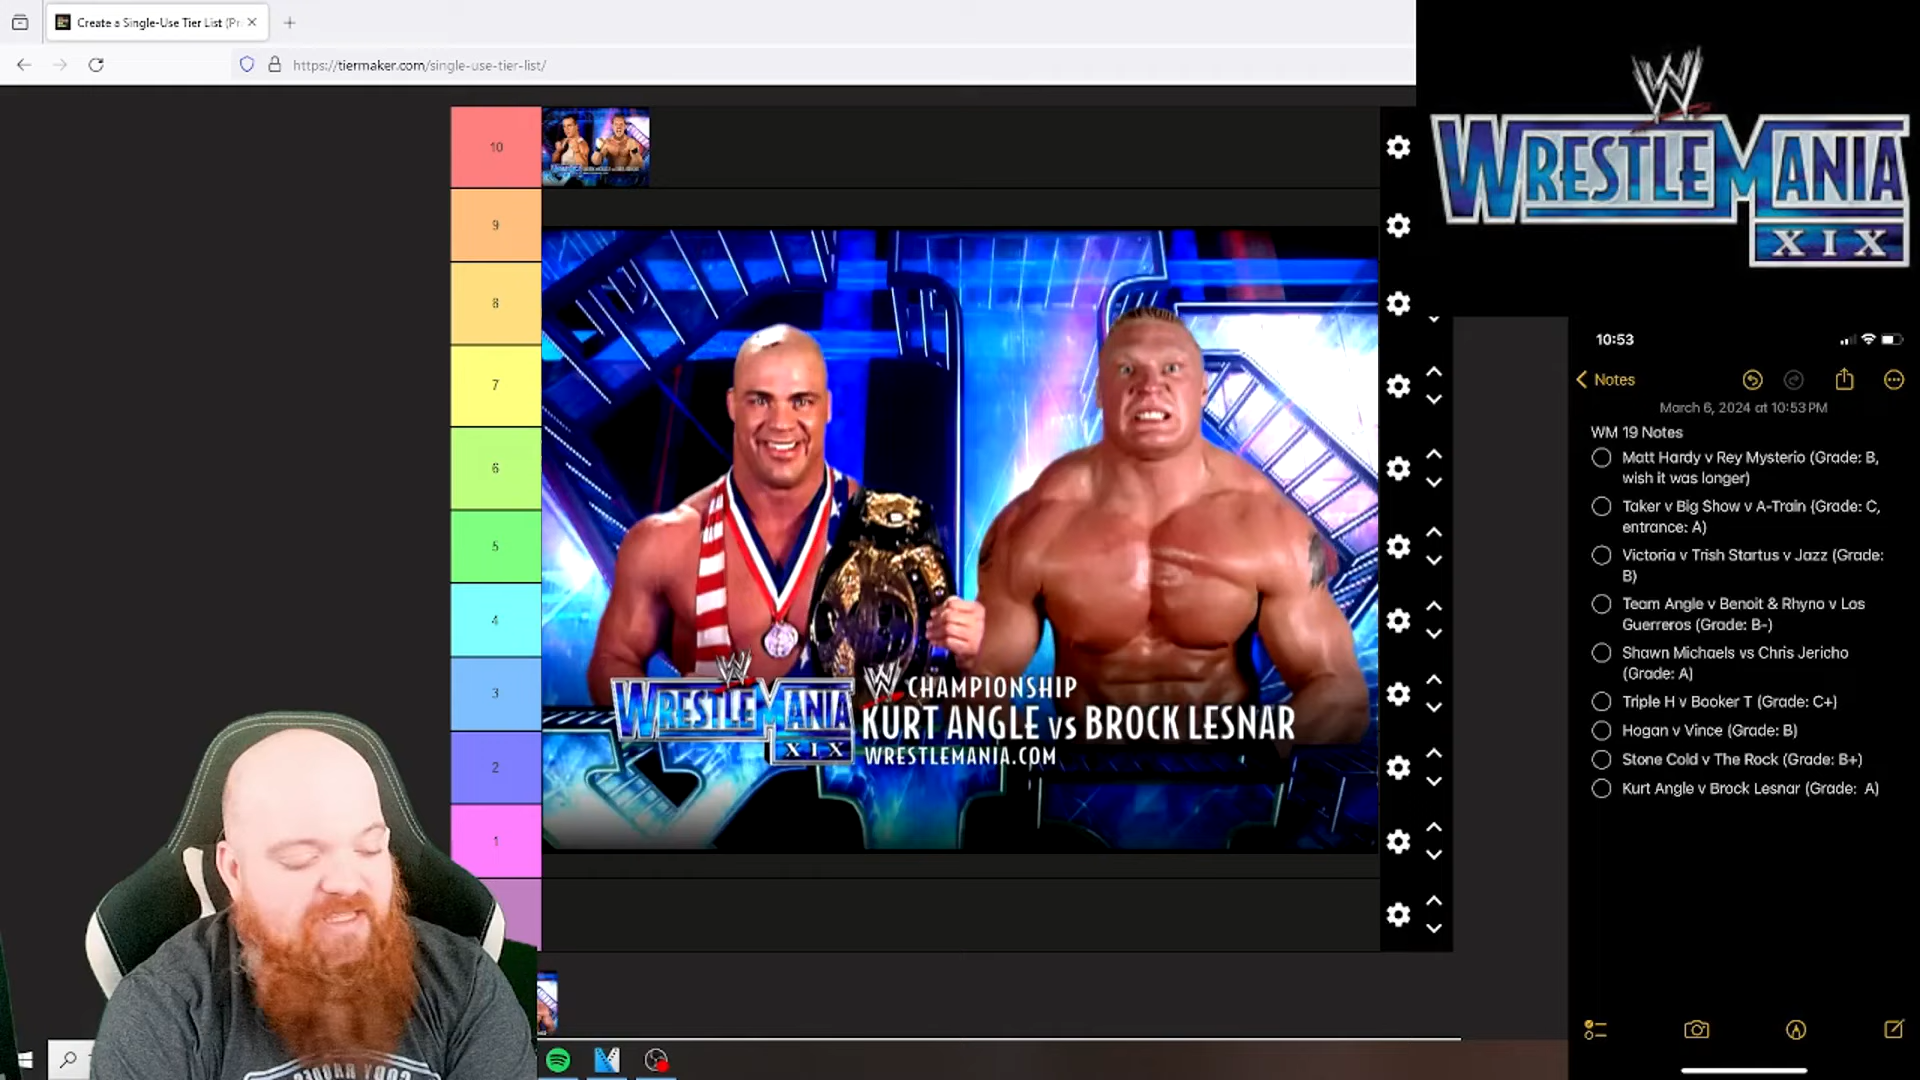 Create a Single-Use Tier List (Pr
https://tiermaker.com/single-use-tier-list/
10
9
8
7
6
5
4
3
2
1
W
WRESTLEMANIA
XIX
W CHAMPIONSHIP
KURT ANGLE vs BROCK LESNAR
WRESTLEMANIA.COM
W
WRESTLEMANIA
XIX
10:53
Notes
March 6, 2024 at 10:53 PM
WM 19 Notes
Matt Hardy v Rey Mysterio (Grade: B,
wish it was longer)
Taker v Big Show v A-Train (Grade: C,
entrance: A)
Victoria v Trish Startus v Jazz (Grade:
B)
Team Angle v Benoit & Rhyno v Los
Guerreros (Grade: B-)
Shawn Michaels vs Chris Jericho
(Grade: A)
Triple H v Booker T (Grade: C+)
Hogan v Vince (Grade: B)
Stone Cold v The Rock (Grade: B+)
Kurt Angle v Brock Lesnar (Grade: A)